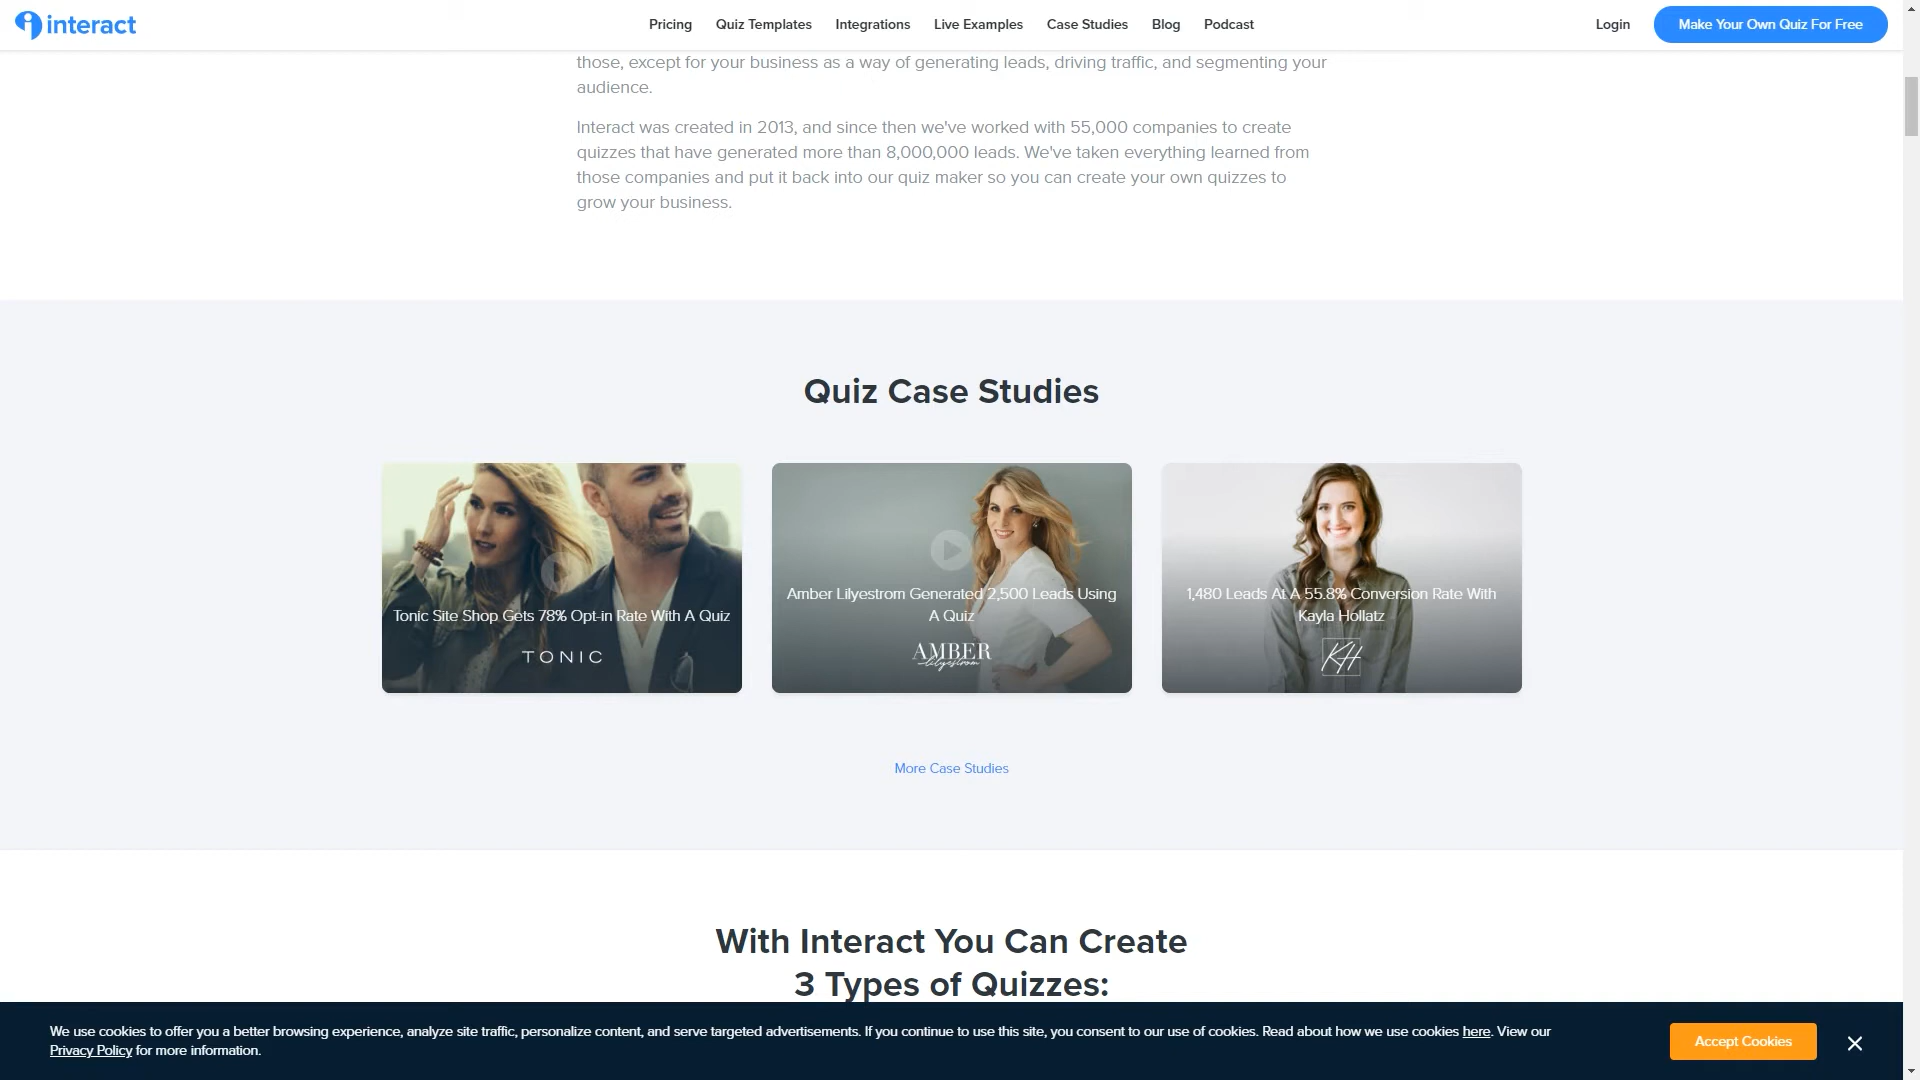 interact
Pricing
Quiz Templates
Integrations
Live Examples
Case Studies
Blog
Podcast
Login
Make Your Own Quiz For Free
those, except for your business as a way of generating leads, driving traffic, and segmenting your
audience.
Interact was created in 2013, and since then we've worked with 55,000 companies to create
quizzes that have generated more than 8,000,000 leads. We've taken everything learned from
those companies and put it back into our quiz maker so you can create your own quizzes to
grow your business.
Quiz Case Studies
Tonic Site Shop Gets 78% Opt-in Rate With A Quiz
TONIC
Amber Lilyestrom Generated 2,500 Leads Using
A Quiz
AMBER
lilyestrom
1,480 Leads At A 55.8% Conversion Rate With
Kayla Hollatz
KH
More Case Studies
With Interact You Can Create
3 Types of Quizzes:
We use cookies to offer you a better browsing experience, analyze site traffic, personalize content, and serve targeted advertisements. If you continue to use this site, you consent to our use of cookies. Read about how we use cookies here. View our
Privacy Policy for more information.
Accept Cookies